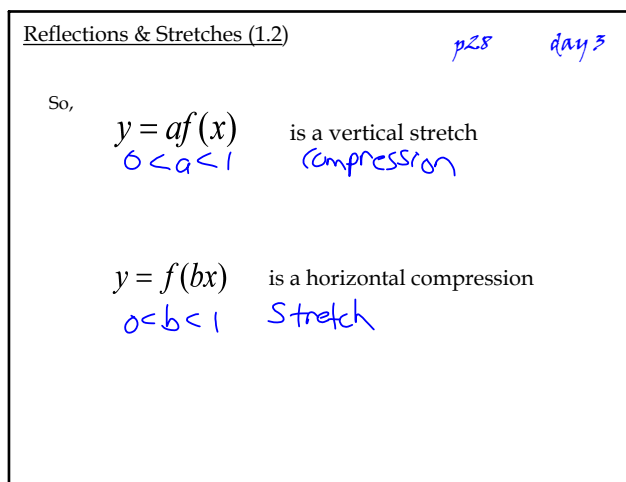 Reflections & Stretches (1.2) p28 day 3
So,
y = af(x) is a vertical stretch
0 < a < 1 compression
y = f(bx) is a horizontal compression
0 < b < 1 Stretch